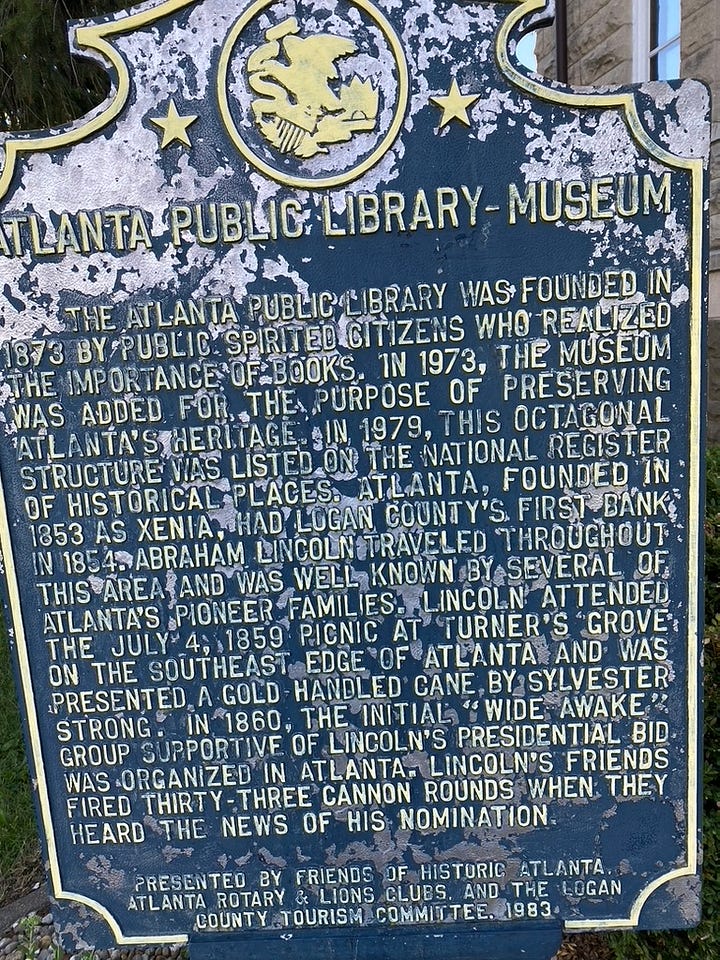 ATLANTA PUBLIC LIBRARY-MUSEUM
THE ATLANTA PUBLIC LIBRARY WAS FOUNDED IN
1873 BY PUBLIC SPIRITED CITIZENS WHO REALIZED
THE IMPORTANCE OF BOOKS. IN 1973, THE MUSEUM
WAS ADDED FOR THE PURPOSE OF PRESERVING
ATLANTA'S HERITAGE. IN 1979, THIS OCTAGONAL
STRUCTURE WAS LISTED ON THE NATIONAL REGISTER
OF HISTORICAL PLACES. ATLANTA, FOUNDED IN
1853 AS XENIA, HAD LOGAN COUNTY'S FIRST BANK
IN 1854. ABRAHAM LINCOLN TRAVELED THROUGHOUT
THIS AREA AND WAS WELL KNOWN BY SEVERAL OF
ATLANTA'S PIONEER FAMILIES. LINCOLN ATTENDED
THE JULY 4, 1859 PICNIC AT TURNER'S GROVE
ON THE SOUTHEAST EDGE OF ATLANTA AND WAS
PRESENTED A GOLD HANDLED CANE BY SYLVESTER
STRONG. IN 1860, THE INITIAL "WIDE AWAKE"
GROUP SUPPORTIVE OF LINCOLN'S PRESIDENTIAL BID
WAS ORGANIZED IN ATLANTA. LINCOLN'S FRIENDS
FIRED THIRTY-THREE CANNON ROUNDS WHEN THEY
HEARD THE NEWS OF HIS NOMINATION.
PRESENTED BY FRIENDS OF HISTORIC ATLANTA,
ATLANTA ROTARY & LIONS CLUBS, AND THE LOGAN
COUNTY TOURISM COMMITTEE, 1983